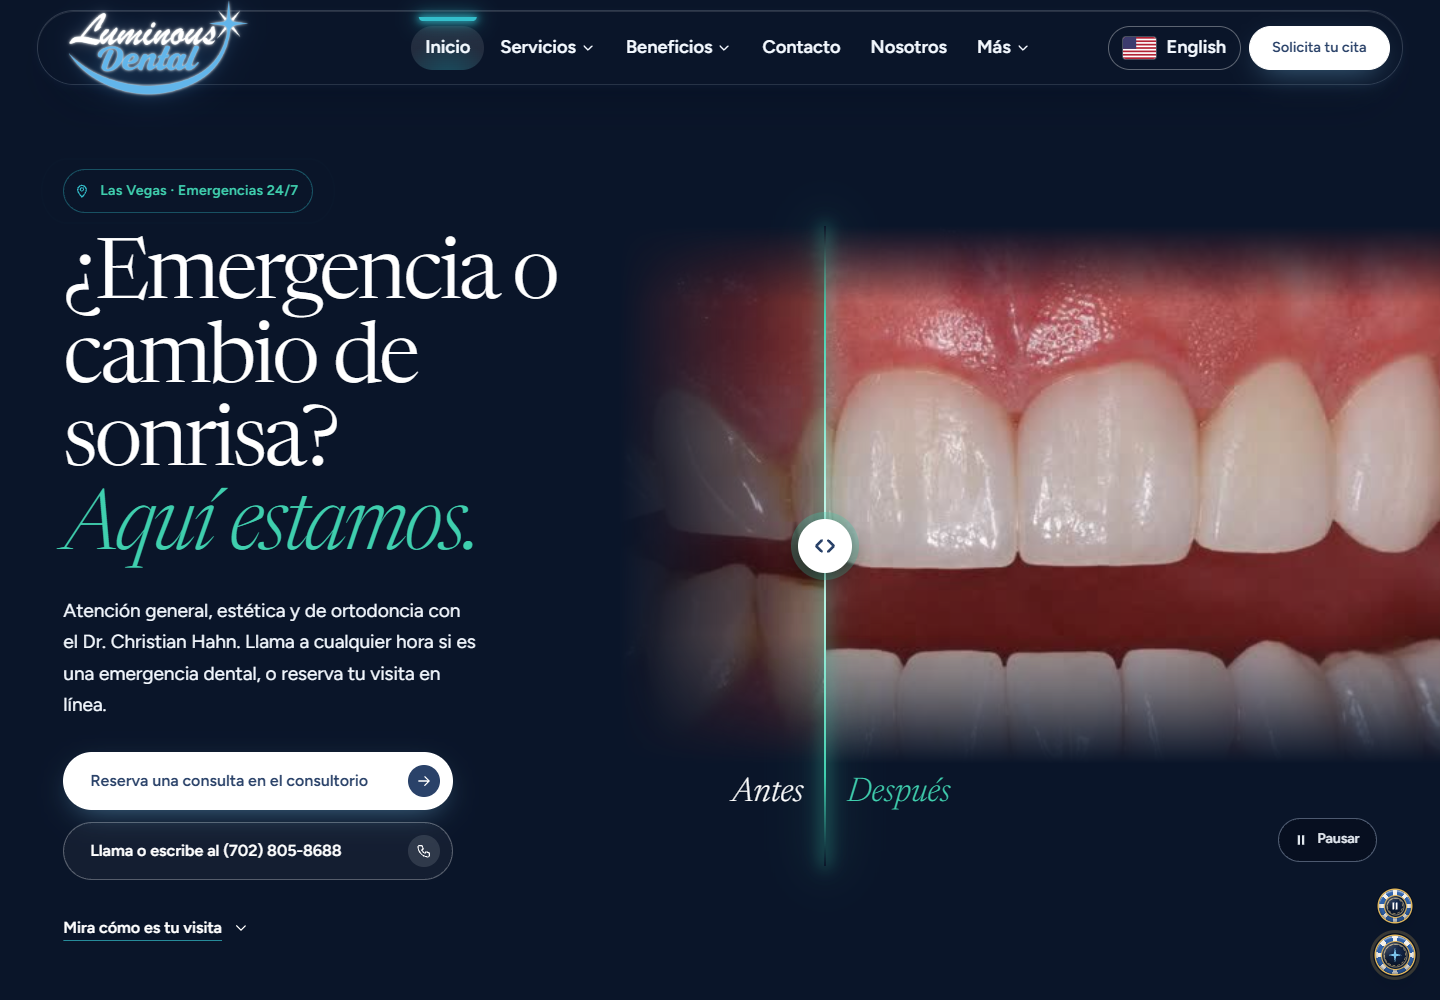 Luminous
Dental
Inicio
Servicios
Beneficios
Contacto
Nosotros
Más
English
Solicita tu cita
Las Vegas · Emergencias 24/7
¿Emergencia o
cambio de
sonrisa?
Aquí estamos.
Atención general, estética y de ortodoncia con
el Dr. Christian Hahn. Llama a cualquier hora si es
una emergencia dental, o reserva tu visita en
línea.
Reserva una consulta en el consultorio
Llama o escribe al (702) 805-8688
Mira cómo es tu visita
Antes
Después
Pausar